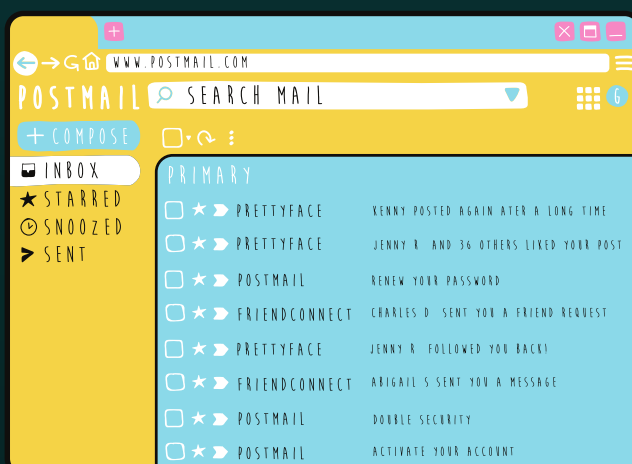 WWW.POSTMAIL.COM
POSTMAIL SEARCH MAIL G
+ COMPOSE
INBOX
STARRED
SNOOZED
SENT
PRIMARY
PRETTYFACE KENNY POSTED AGAIN ATER A LONG TIME
PRETTYFACE JENNY R AND 36 OTHERS LIKED YOUR POST
POSTMAIL RENEW YOUR PASSWORD
FRIENDCONNECT CHARLES D SENT YOU A FRIEND REQUEST
PRETTYFACE JENNY R FOLLOWED YOU BACK!
FRIENDCONNECT ABIGAIL S SENT YOU A MESSAGE
POSTMAIL DOUBLE SECURITY
POSTMAIL ACTIVATE YOUR ACCOUNT